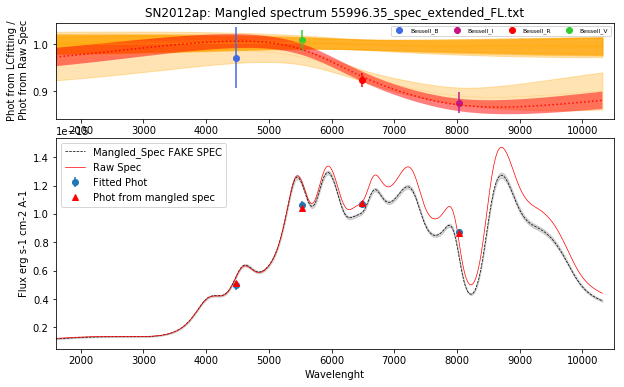 SN2012ap: Mangled spectrum 55996.35_spec_extended_FL.txt
Phot from LCfitting /
Phot from Raw Spec
1.0
0.9
Bessell_B
Bessell_I
Bessell_R
Bessell_V
2000 3000 4000 5000 6000 7000 8000 9000 10000
Flux erg s-1 cm-2 A-1
1.4
1.2
1.0
0.8
0.6
0.4
0.2
Mangled_Spec FAKE SPEC
Raw Spec
Fitted Phot
Phot from mangled spec
2000 3000 4000 5000 6000 7000 8000 9000 10000
Wavelenght